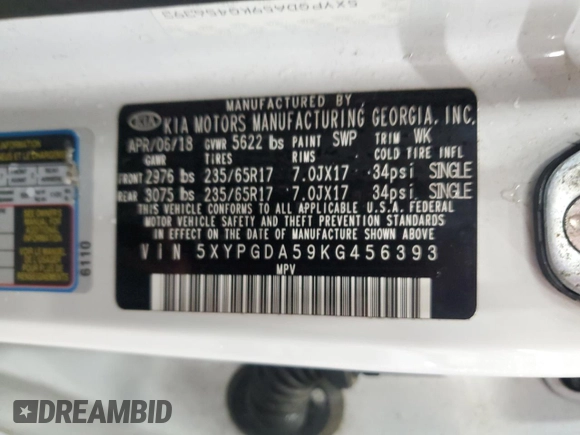 5XYPGDA59KG456393
MANUFACTURED BY
KIA KIA MOTORS MANUFACTURING GEORGIA, INC.
APR/06/18 GVWR 5622 lbs PAINT SWP TRIM WK
GAWR TIRES RIMS COLD TIRE INFL
FRONT 2976 lbs 235/65R17 7.0JX17 34psi SINGLE
REAR 3075 lbs 235/65R17 7.0JX17 34psi SINGLE
THIS VEHICLE CONFORMS TO ALL APPLICABLE U.S.A. FEDERAL
MOTOR VEHICLE SAFETY AND THEFT PREVENTION STANDARDS
IN EFFECT ON THE DATE OF MANUFACTURE SHOWN ABOVE
VIN 5XYPGDA59KG456393
MPV
6110
DREAMBID